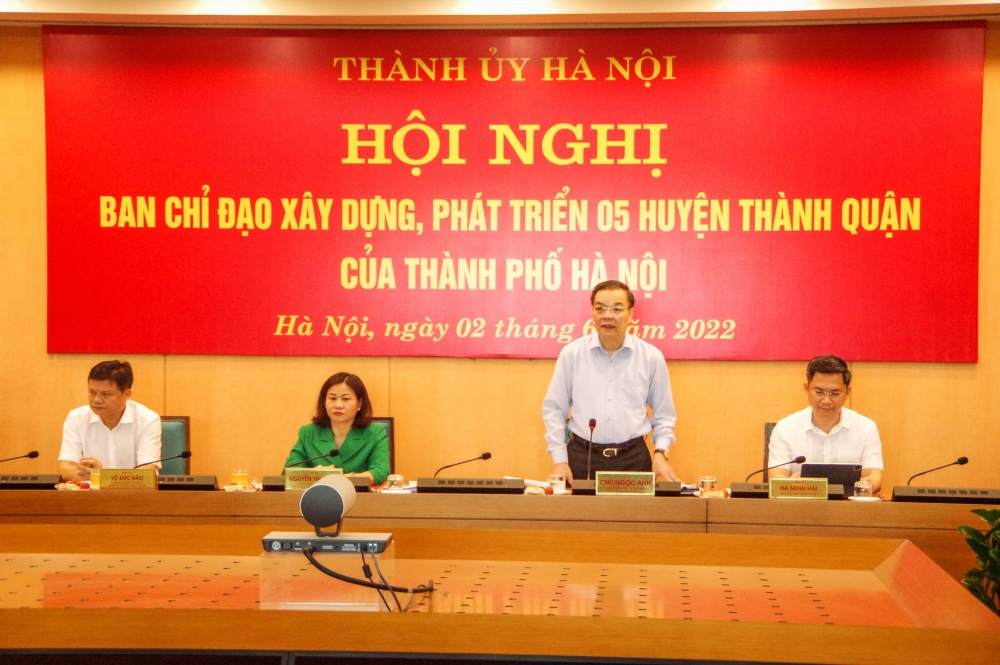 THÀNH ỦY HÀ NỘI
HỘI NGHỊ
BAN CHỈ ĐẠO XÂY DỰNG, PHÁT TRIỂN 05 HUYỆN THÀNH QUẬN
CỦA THÀNH PHỐ HÀ NỘI
Hà Nội, ngày 02 tháng 6 năm 2022
VŨ ĐỨC BẢO
NGUYỄN
CHU NGỌC ANH
HÀ MINH HẢI